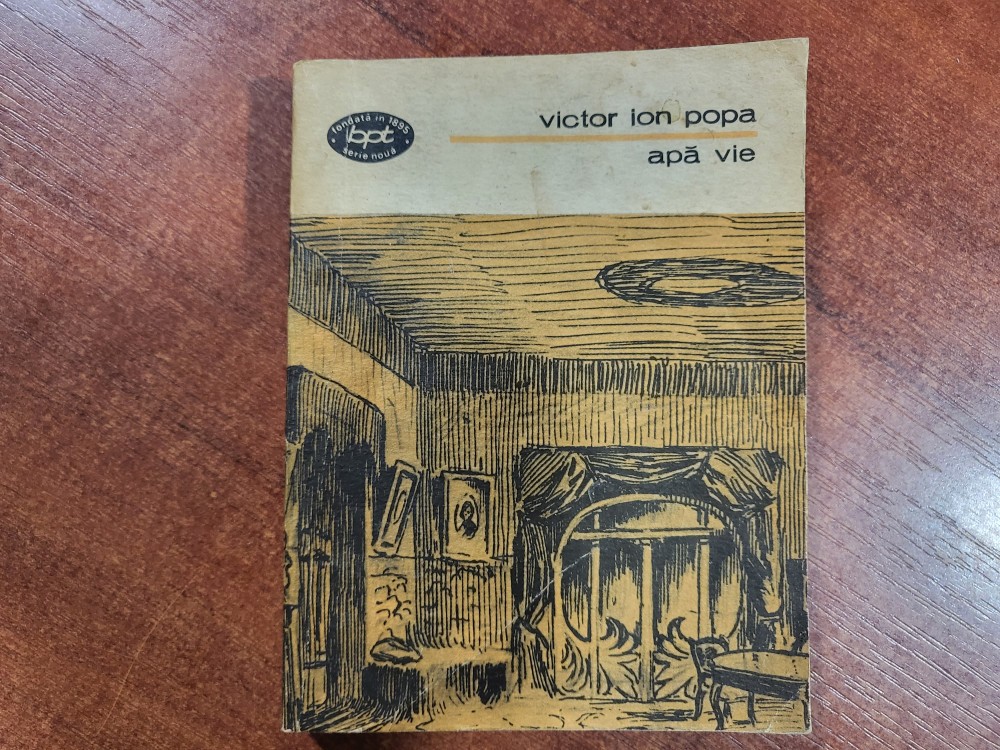 fondată în 1895
bpt
serie nouă
victor ion popa
apă vie